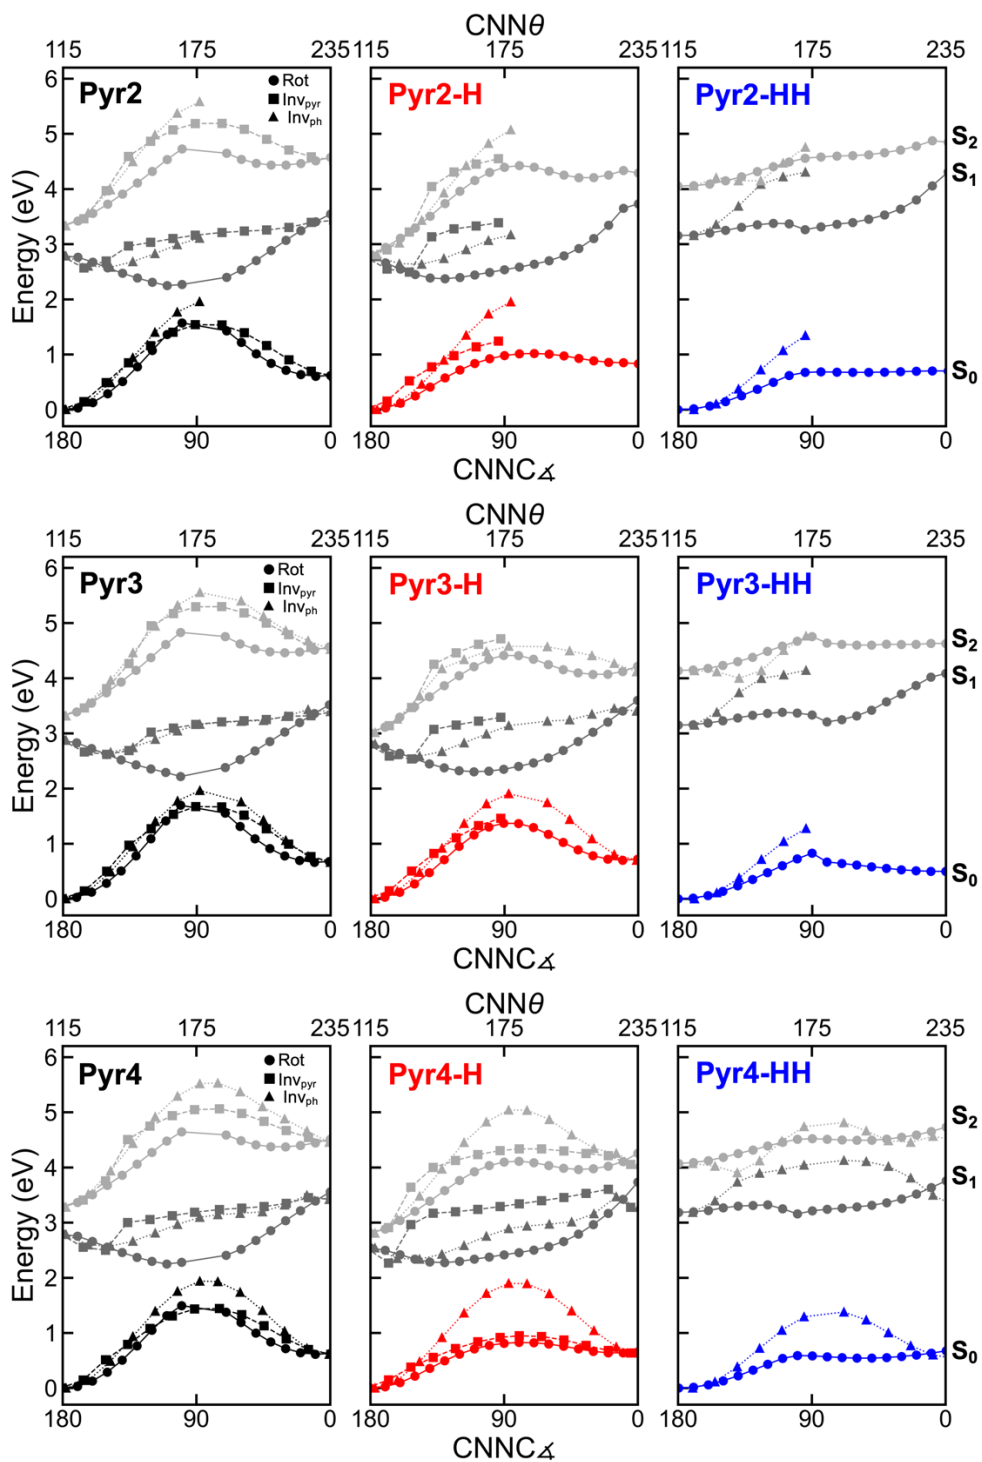 CNNθ
115 175 235 115 175 235 115 175 235
6
5
4
3
2
1
0
Energy (eV)
Pyr2
Rot
Inv_pyr
Inv_ph
Pyr2-H
Pyr2-HH
S₂
S₁
S₀
180 90 0 180 90 0 180 90 0
CNNC∡
CNNθ
115 175 235 115 175 235 115 175 235
6
5
4
3
2
1
0
Energy (eV)
Pyr3
Rot
Inv_pyr
Inv_ph
Pyr3-H
Pyr3-HH
S₂
S₁
S₀
180 90 0 180 90 0 180 90 0
CNNC∡
CNNθ
115 175 235 115 175 235 115 175 235
6
5
4
3
2
1
0
Energy (eV)
Pyr4
Rot
Inv_pyr
Inv_ph
Pyr4-H
Pyr4-HH
S₂
S₁
S₀
180 90 0 180 90 0 180 90 0
CNNC∡